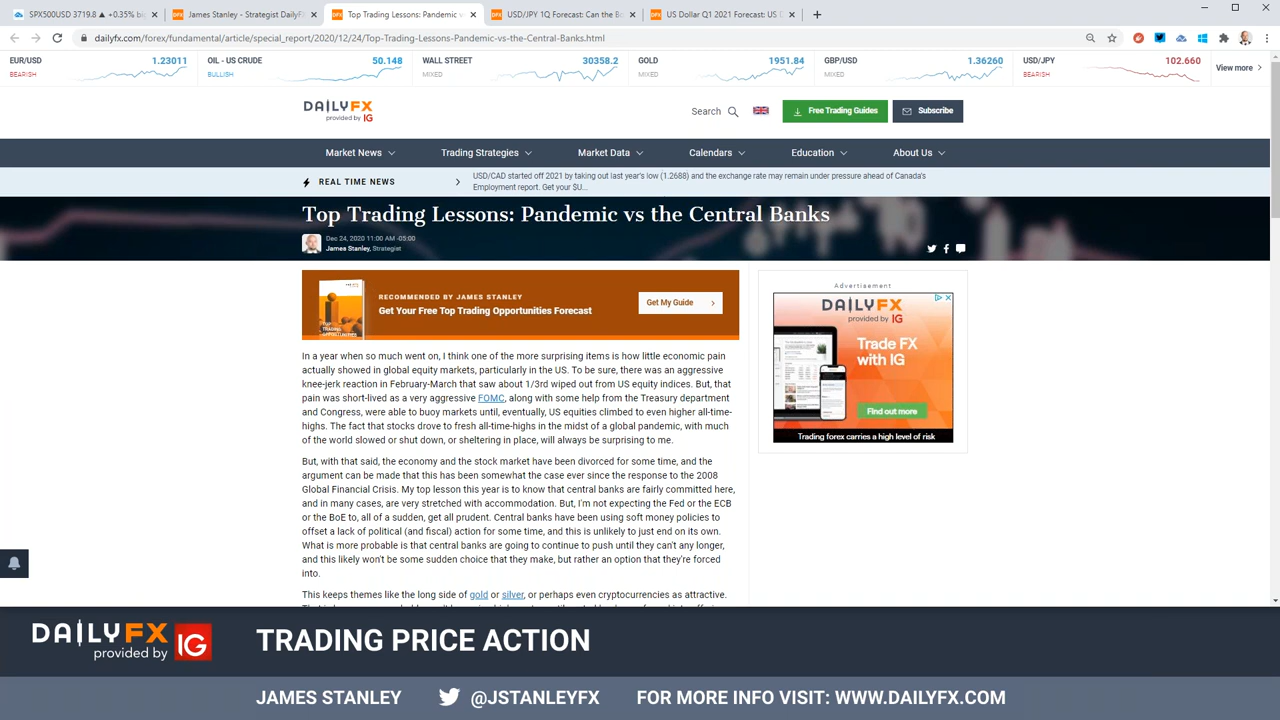 SPX500USD 3719.8 ▲ +0.35% 
James Stanley - Strategist DailyF
Top Trading Lessons: Pandemic v
USD/JPY 1Q Forecast: Can the Bo
US Dollar Q1 2021 Forecast: US D
dailyfx.com/forex/fundamental/article/special_report/2020/12/24/Top-Trading-Lessons-Pandemic-vs-the-Central-Banks.html
EUR/USD 1.23011
BEARISH
OIL - US CRUDE 50.148
BULLISH
WALL STREET 30358.2
MIXED
GOLD 1951.84
MIXED
GBP/USD 1.36260
MIXED
USD/JPY 102.660
BEARISH
View more >
DAILYFX
provided by IG
Search
Free Trading Guides
Subscribe
Market News
Trading Strategies
Market Data
Calendars
Education
About Us
REAL TIME NEWS
USD/CAD started off 2021 by taking out last year's low (1.2688) and the exchange rate may remain under pressure ahead of Canada's
Employment report. Get your $U...
Top Trading Lessons: Pandemic vs the Central Banks
Dec 24, 2020 11:00 AM -05:00
James Stanley, Strategist
RECOMMENDED BY JAMES STANLEY
Get Your Free Top Trading Opportunities Forecast
Get My Guide >
In a year when so much went on, I think one of the more surprising items is how little economic pain
actually showed in global equity markets, particularly in the US. To be sure, there was an aggressive
knee-jerk reaction in February-March that saw about 1/3rd wiped out from US equity indices. But, that
pain was short-lived as a very aggressive FOMC, along with some help from the Treasury department
and Congress, were able to buoy markets until, eventually, US equities climbed to even higher all-time-
highs. The fact that stocks drove to fresh all-time-highs in the midst of a global pandemic, with much
of the world slowed or shut down, or sheltering in place, will always be surprising to me.
But, with that said, the economy and the stock market have been divorced for some time, and the
argument can be made that this has been somewhat the case ever since the response to the 2008
Global Financial Crisis. My top lesson this year is to know that central banks are fairly committed here,
and in many cases, are very stretched with accommodation. But, I'm not expecting the Fed or the ECB
or the BoE to, all of a sudden, get all prudent. Central banks have been using soft money policies to
offset a lack of political (and fiscal) action for some time, and this is unlikely to just end on its own.
What is more probable is that central banks are going to continue to push until they can't any longer,
and this likely won't be some sudden choice that they make, but rather an option that they're forced
into.
This keeps themes like the long side of gold or silver, or perhaps even cryptocurrencies as attractive.
Advertisement
DAILYFX
provided by IG
Trade FX
with IG
Find out more
Trading forex carries a high level of risk
DAILYFX
provided by IG
TRADING PRICE ACTION
JAMES STANLEY @JSTANLEYFX FOR MORE INFO VISIT: WWW.DAILYFX.COM